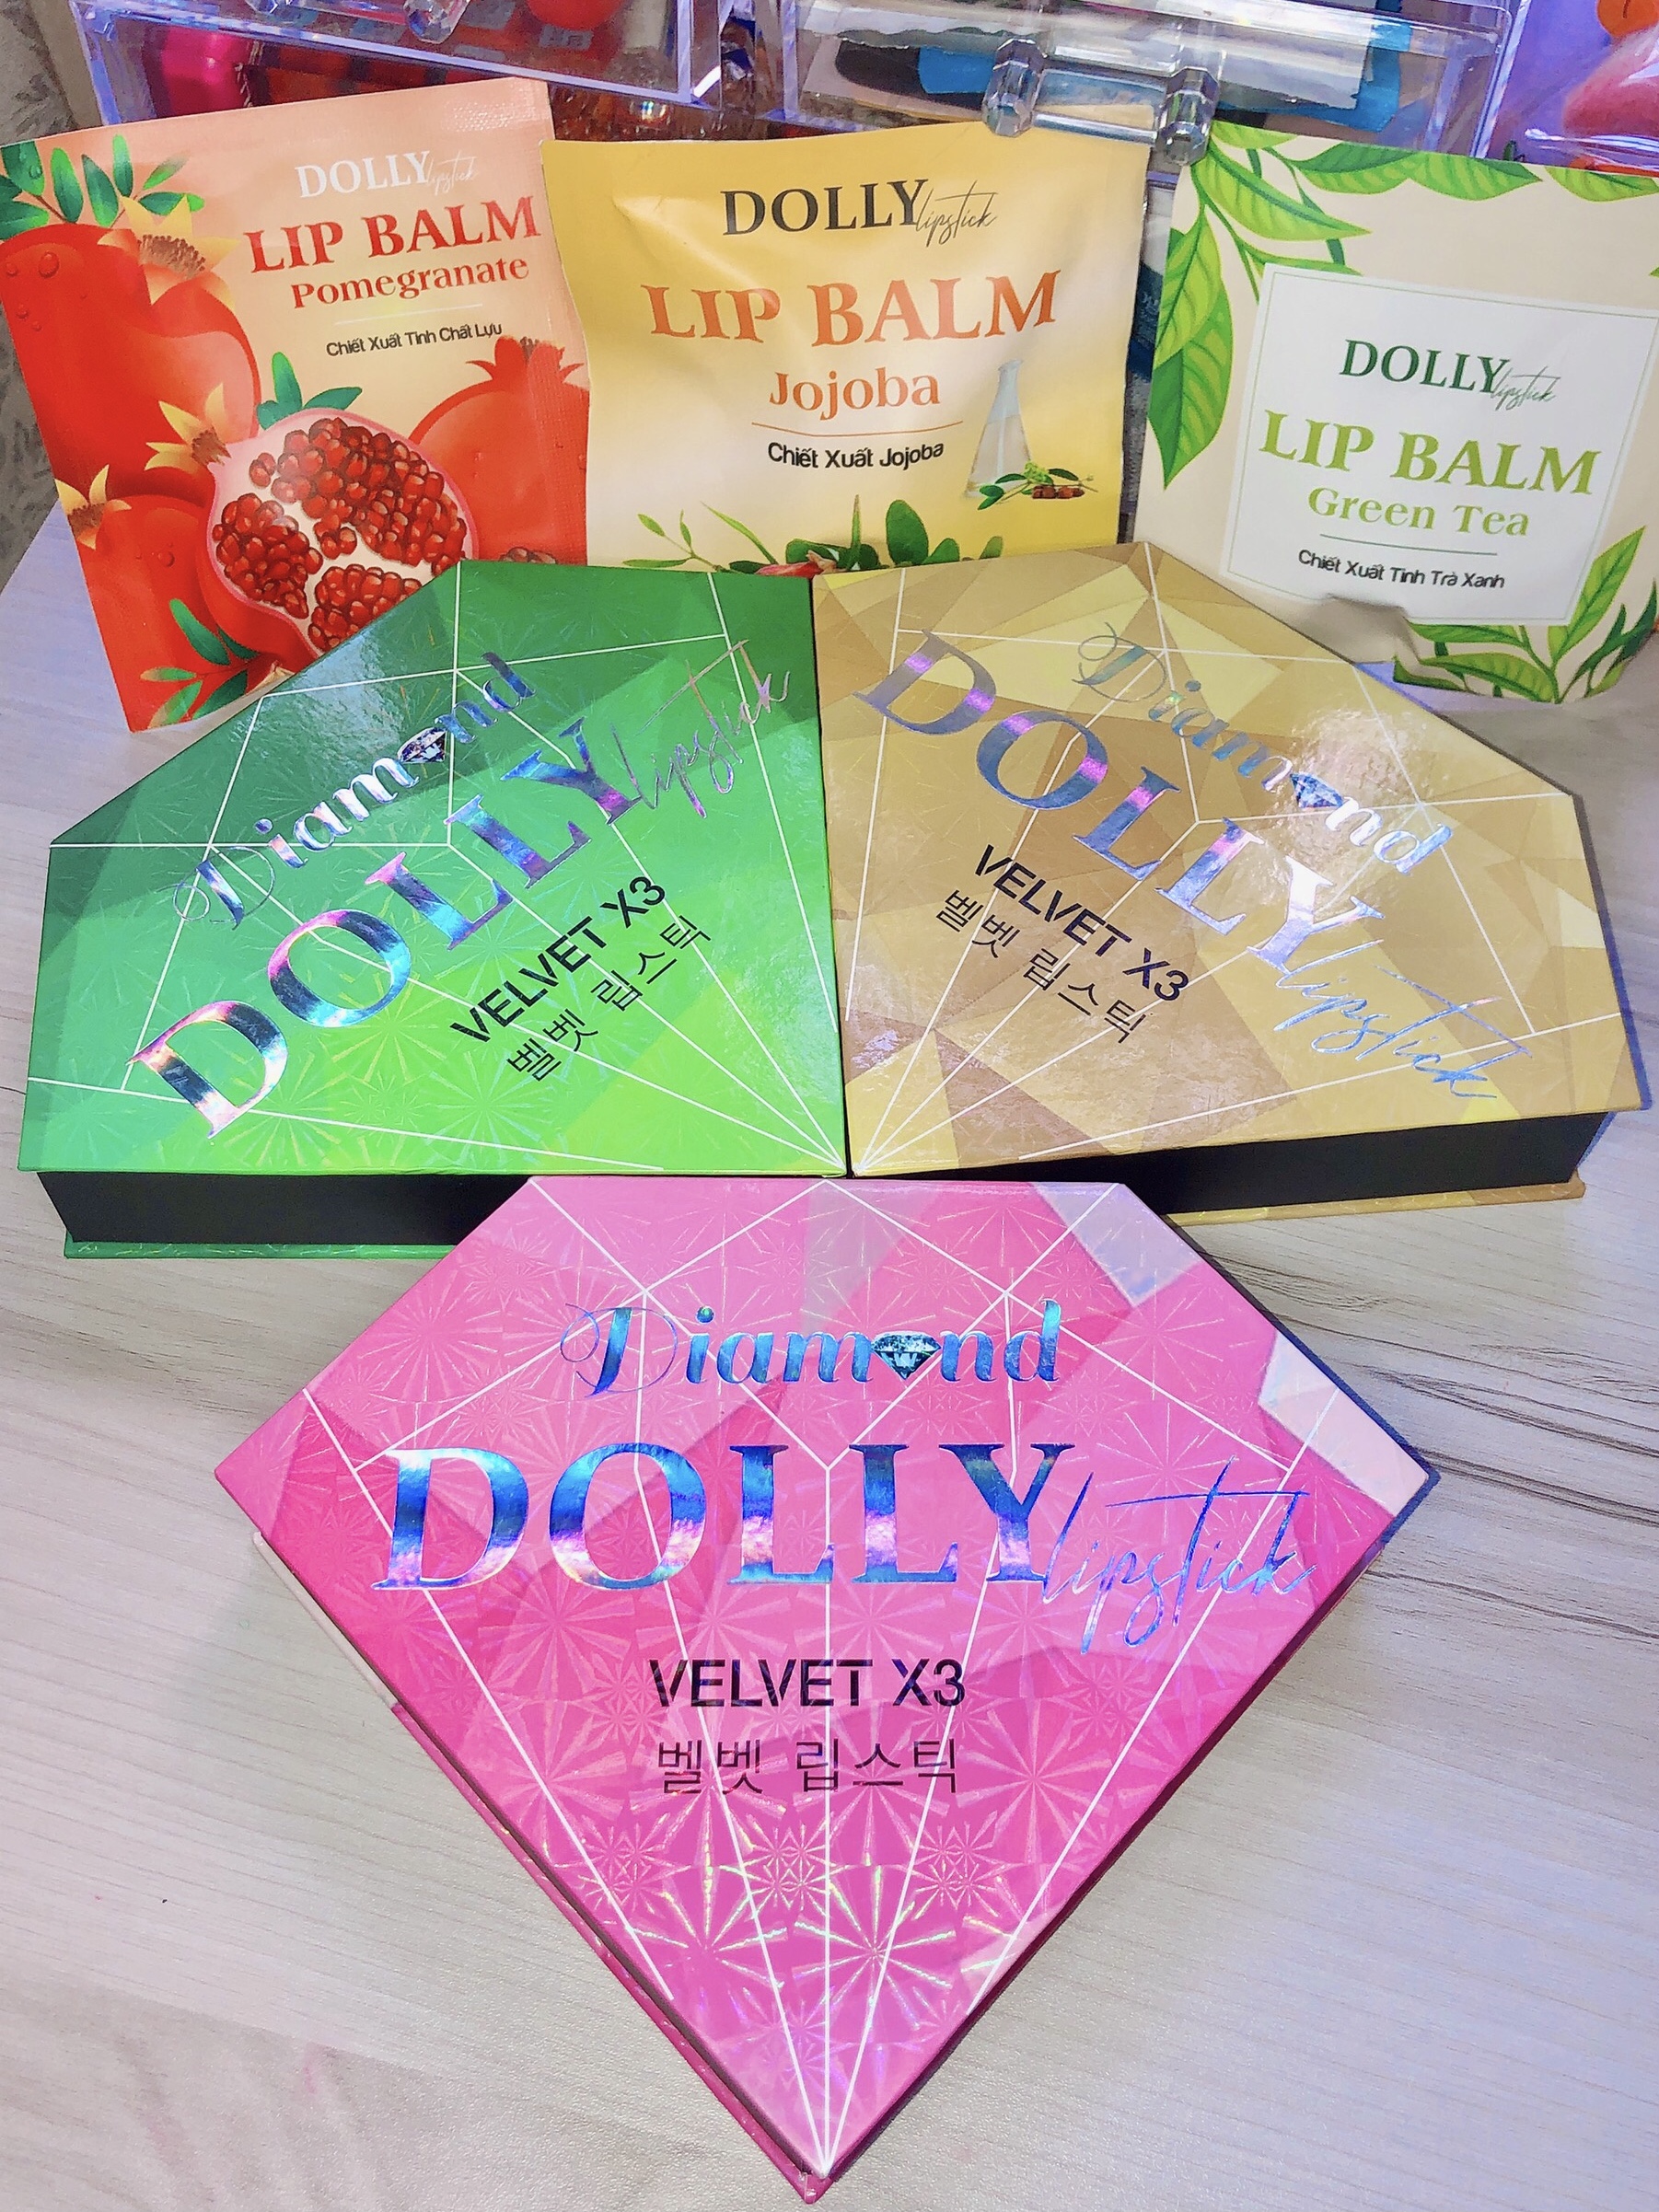 DOLLY lipstick
LIP BALM
Pomegranate
Chiết Xuất Tinh Chất Lựu
DOLLY lipstick
LIP BALM
Jojoba
Chiết Xuất Jojoba
DOLLY lipstick
LIP BALM
Green Tea
Chiết Xuất Tinh Trà Xanh
Diamond
DOLLY lipstick
VELVET X3
벨벳 립스틱
Diamond
DOLLY lipstick
VELVET X3
벨벳 립스틱
Diamond
DOLLY lipstick
VELVET X3
벨벳 립스틱